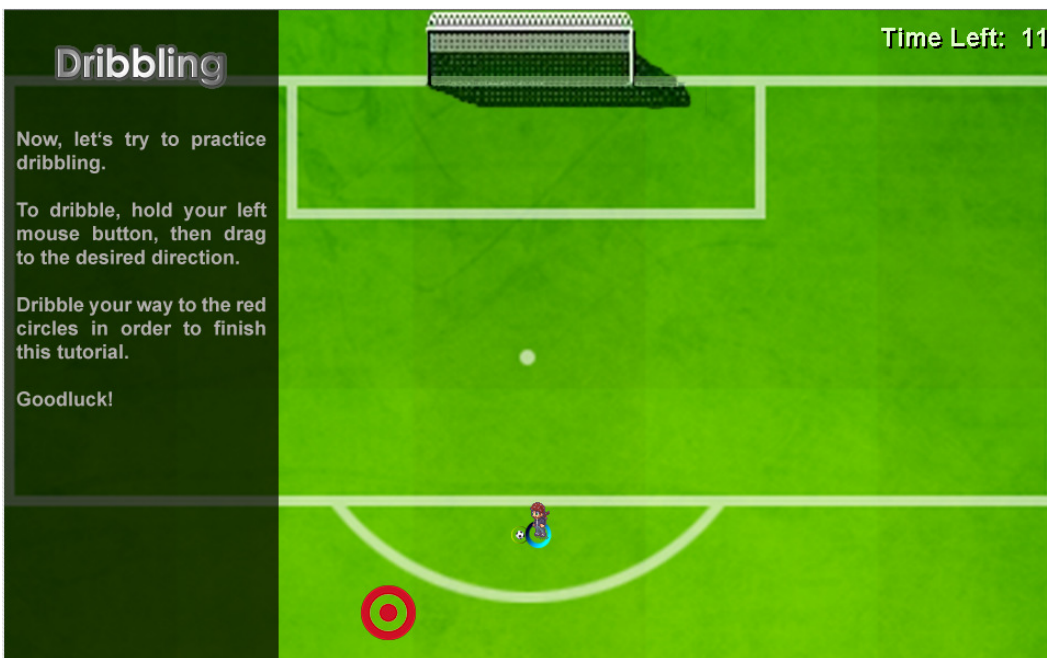 Dribbling
Time Left: 11
Now, let's try to practice
dribbling.
To dribble, hold your left
mouse button, then drag
to the desired direction.
Dribble your way to the red
circles in order to finish
this tutorial.
Goodluck!